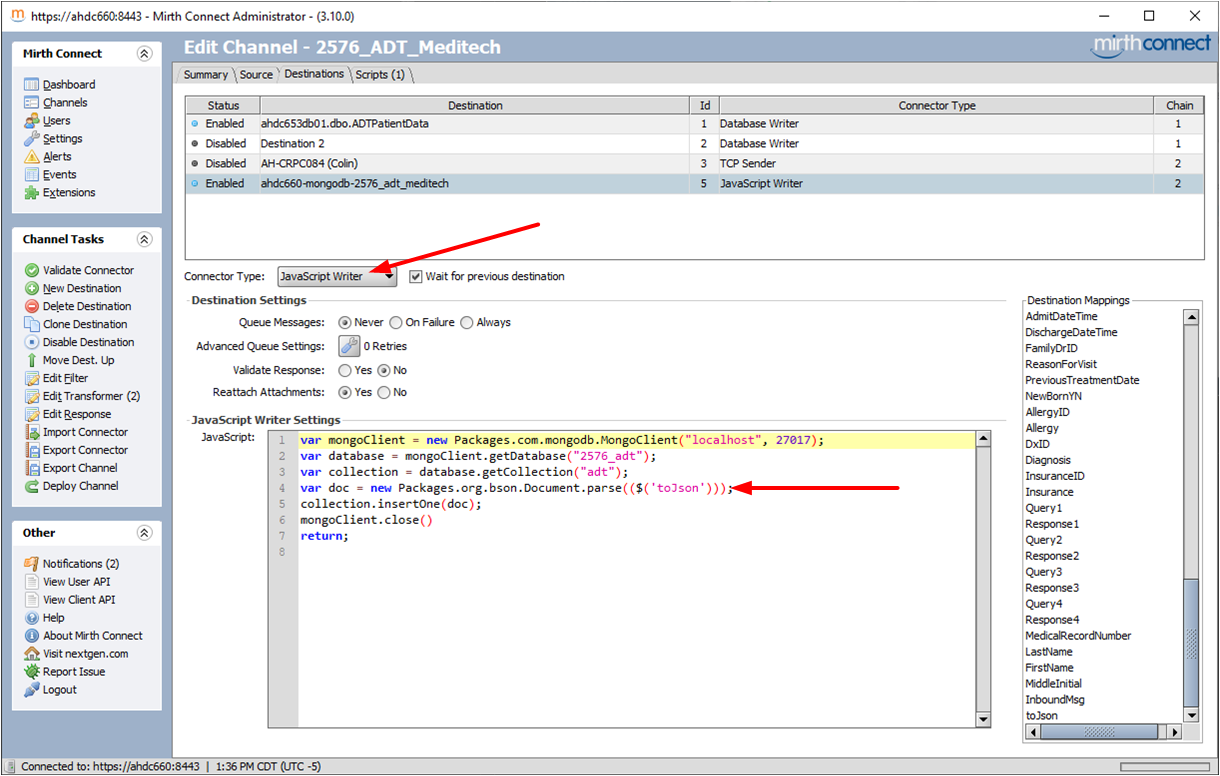 https://ahdc660:8443 - Mirth Connect Administrator - (3.10.0)
Mirth Connect
Dashboard
Channels
Users
Settings
Alerts
Events
Extensions
Channel Tasks
Validate Connector
New Destination
Delete Destination
Clone Destination
Disable Destination
Move Dest. Up
Edit Filter
Edit Transformer (2)
Edit Response
Import Connector
Export Connector
Export Channel
Deploy Channel
Other
Notifications (2)
View User API
View Client API
Help
About Mirth Connect
Visit nextgen.com
Report Issue
Logout
Edit Channel - 2576_ADT_Meditech
mirthconnect
Summary Source Destinations Scripts (1)
Status Destination Id Connector Type Chain
Enabled ahdc653db01.dbo.ADTPatientData 1 Database Writer 1
Disabled Destination 2 2 Database Writer 1
Disabled AH-CRPC084 (Colin) 3 TCP Sender 2
Enabled ahdc660-mongodb-2576_adt_meditech 5 JavaScript Writer 2
Connector Type: JavaScript Writer Wait for previous destination
Destination Settings
Queue Messages: Never On Failure Always
Advanced Queue Settings: 0 Retries
Validate Response: Yes No
Reattach Attachments: Yes No
JavaScript Writer Settings
JavaScript:
1 var mongoClient = new Packages.com.mongodb.MongoClient("localhost", 27017);
2 var database = mongoClient.getDatabase("2576_adt");
3 var collection = database.getCollection("adt");
4 var doc = new Packages.org.bson.Document.parse(($('toJson')));
5 collection.insertOne(doc);
6 mongoClient.close()
7 return;
8
Destination Mappings
AdmitDateTime
DischargeDateTime
FamilyDrID
ReasonForVisit
PreviousTreatmentDate
NewBornYN
AllergyID
Allergy
DxID
Diagnosis
InsuranceID
Insurance
Query1
Response1
Query2
Response2
Query3
Response3
Query4
Response4
MedicalRecordNumber
LastName
FirstName
MiddleInitial
InboundMsg
toJson
Connected to: https://ahdc660:8443 | 1:36 PM CDT (UTC -5)